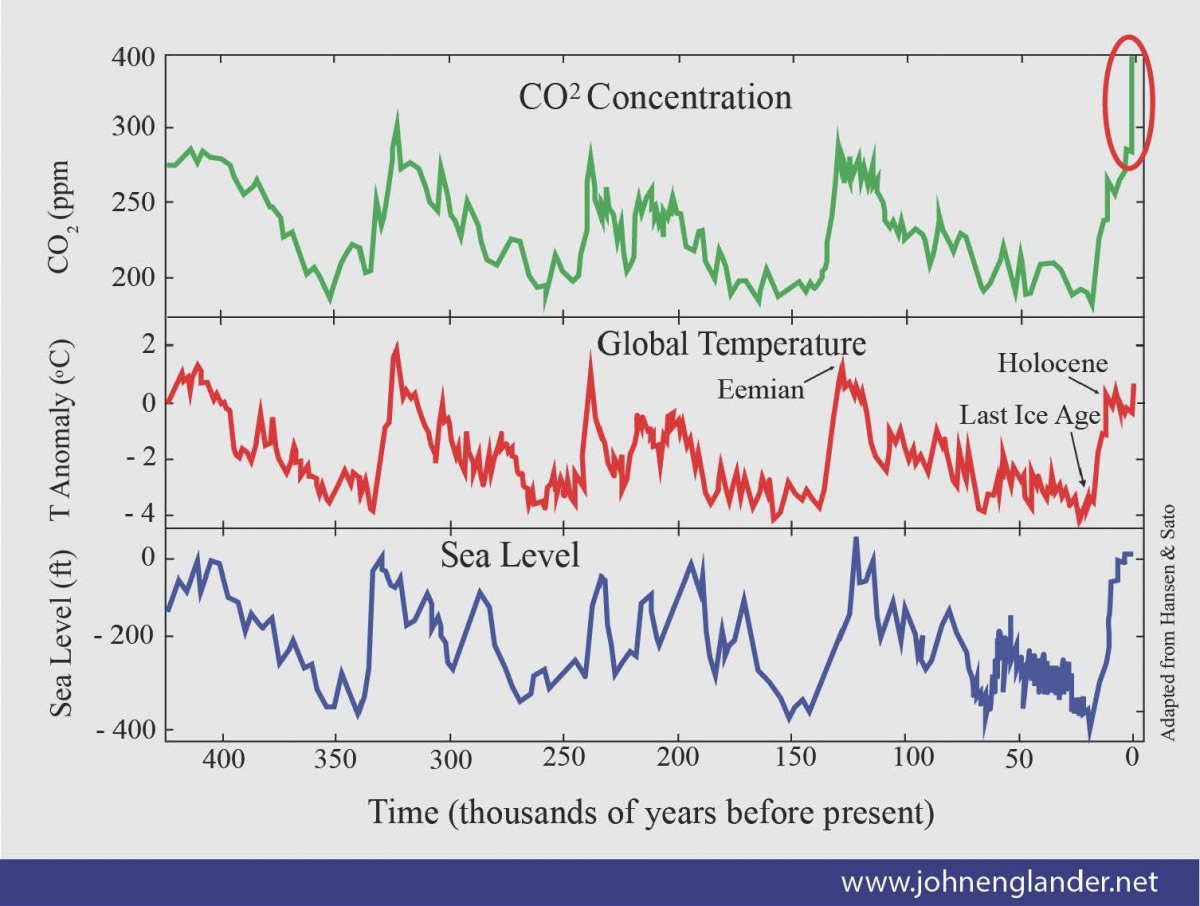 CO² Concentration
400
300
250
200
CO₂ (ppm
Global Temperature
Eemian
Holocene
Last Ice Age
2
0
- 2
- 4
T Anomaly (oC)
Sea Level
0
- 200
- 400
Sea Level (ft)
400 350 300 250 200 150 100 50 0
Time (thousands of years before present)
Adapted from Hansen & Sato
www.johnenglander.net